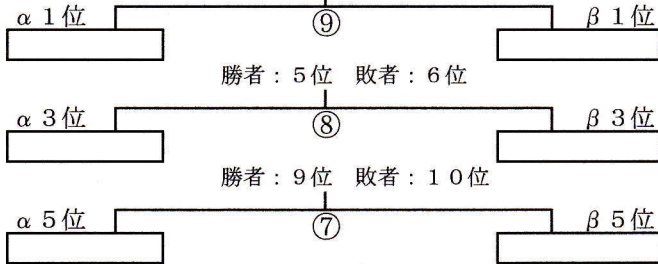 α1位 ⑨ β1位
勝者：5位 敗者：6位
α3位 ⑧ β3位
勝者：9位 敗者：10位
α5位 ⑦ β5位